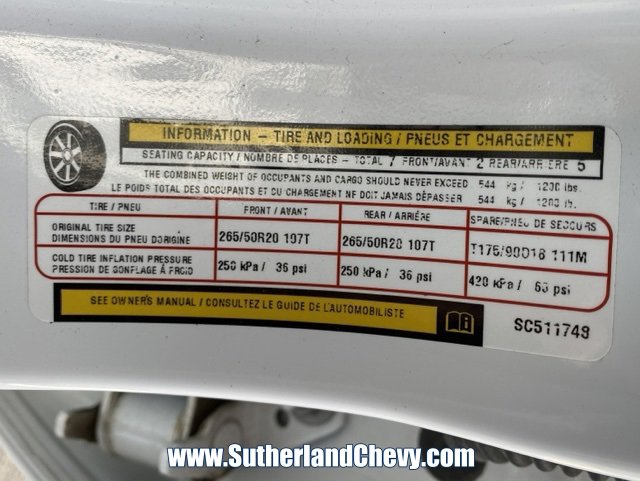 INFORMATION – TIRE AND LOADING / PNEUS ET CHARGEMENT
SEATING CAPACITY / NOMBRE DE PLACES – TOTAL 7 FRONT/AVANT 2 REAR/ARRIERE 5
THE COMBINED WEIGHT OF OCCUPANTS AND CARGO SHOULD NEVER EXCEED 544 kg / 1200 lbs.
LE POIDS TOTAL DES OCCUPANTS ET DU CHARGEMENT NE DOIT JAMAIS DÉPASSER 544 kg / 1200 lb.
TIRE / PNEU FRONT / AVANT REAR / ARRIÈRE SPARE/PNEU DE SECOURS
ORIGINAL TIRE SIZE
DIMENSIONS DU PNEU DORIGINE 265/50R20 107T 265/50R20 107T T175/90D18 111M
COLD TIRE INFLATION PRESSURE
PRESSION DE GONFLAGE À FROID 250 kPa / 36 psi 250 kPa / 36 psi 420 kPa / psi
SEE OWNER'S MANUAL / CONSULTEZ LE GUIDE DE L'AUTOMOBILISTE
SC511749
www.SutherlandChevy.com